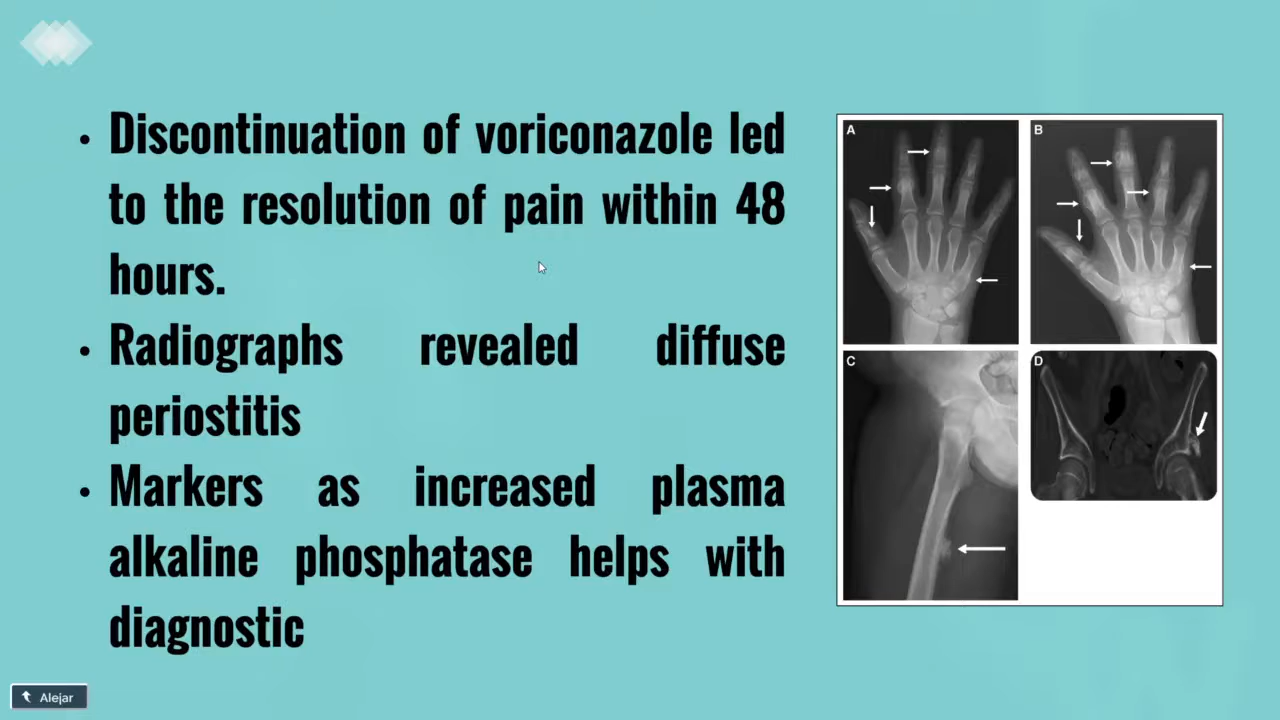 • Discontinuation of voriconazole led
to the resolution of pain within 48
hours.
• Radiographs revealed diffuse
periostitis
• Markers as increased plasma
alkaline phosphatase helps with
diagnostic
A
B
C
D
Alejar